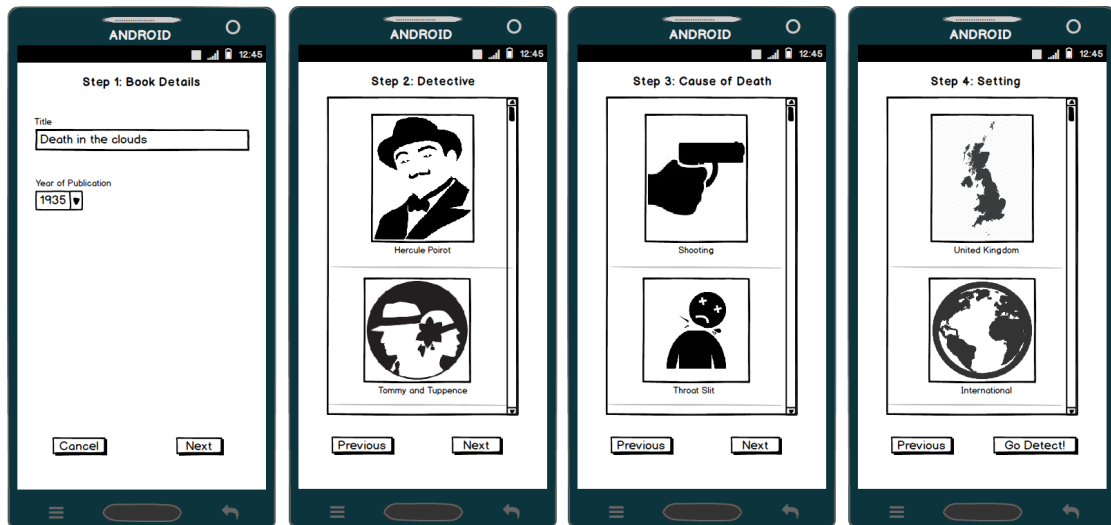 ANDROID
12:45
Step 1: Book Details
Title
Death in the clouds
Year of Publication
1935
Cancel
Next
ANDROID
12:45
Step 2: Detective
Hercule Poirot
Tommy and Tuppence
Previous
Next
ANDROID
12:45
Step 3: Cause of Death
Shooting
Throat Slit
Previous
Next
ANDROID
12:45
Step 4: Setting
United Kingdom
International
Previous
Go Detect!